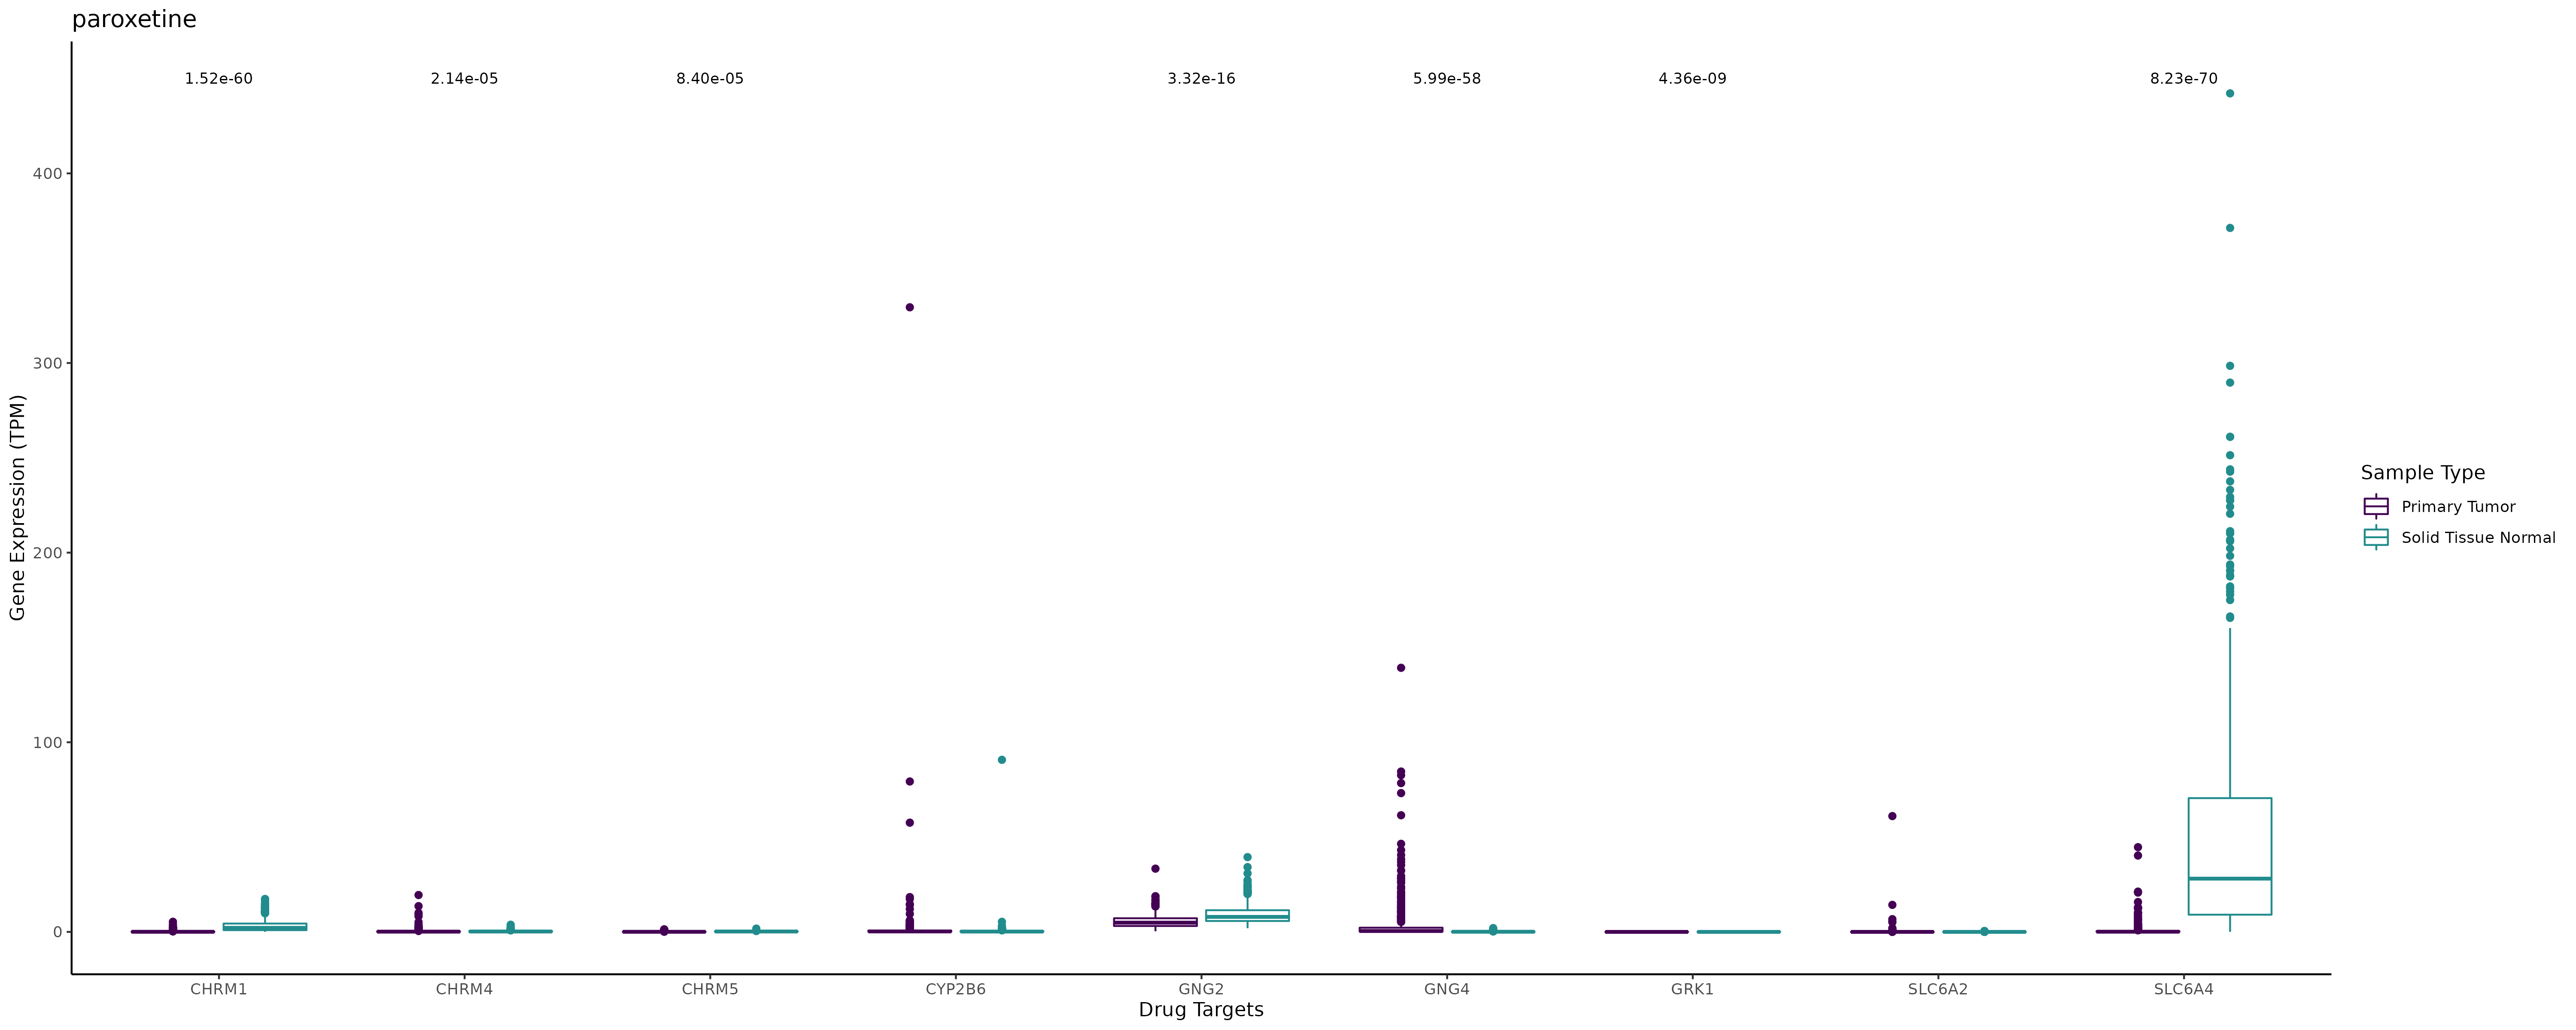 paroxetine
1.52e-60 2.14e-05 8.40e-05 3.32e-16 5.99e-58 4.36e-09 8.23e-70
400
300
200
100
0
Gene Expression (TPM)
CHRM1 CHRM4 CHRM5 CYP2B6 GNG2 GNG4 GRK1 SLC6A2 SLC6A4
Drug Targets
Sample Type
Primary Tumor
Solid Tissue Normal